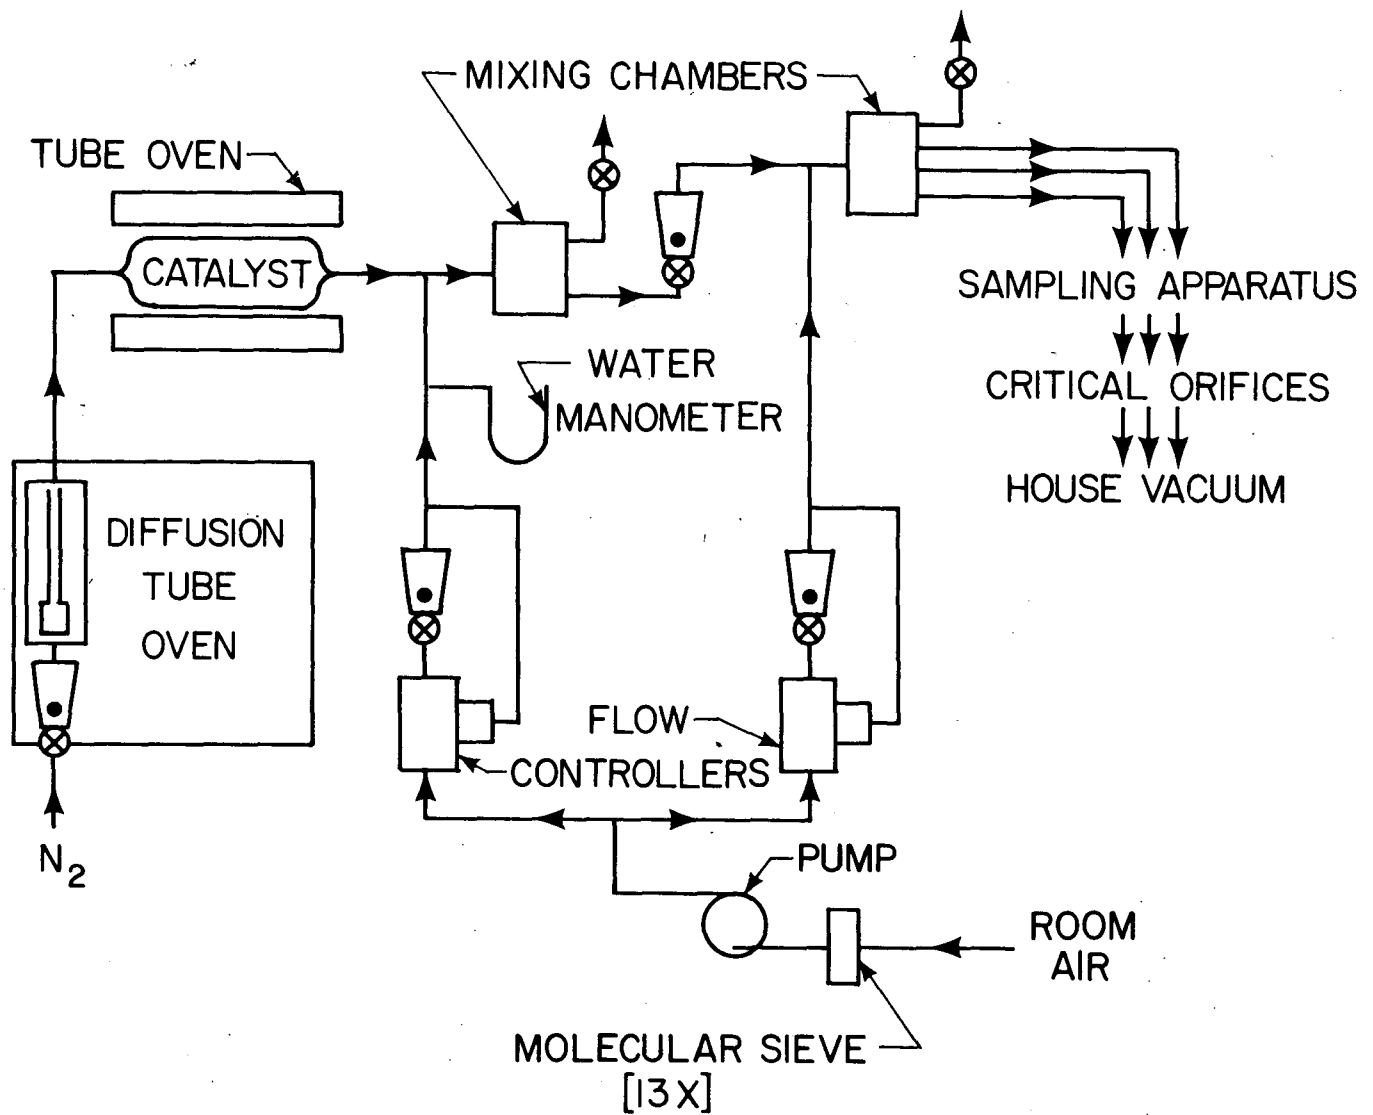 MIXING CHAMBERS
TUBE OVEN
CATALYST
SAMPLING APPARATUS
WATER
MANOMETER
CRITICAL ORIFICES
HOUSE VACUUM
DIFFUSION
TUBE
OVEN
FLOW
CONTROLLERS
N2
PUMP
ROOM
AIR
MOLECULAR SIEVE
[13X]